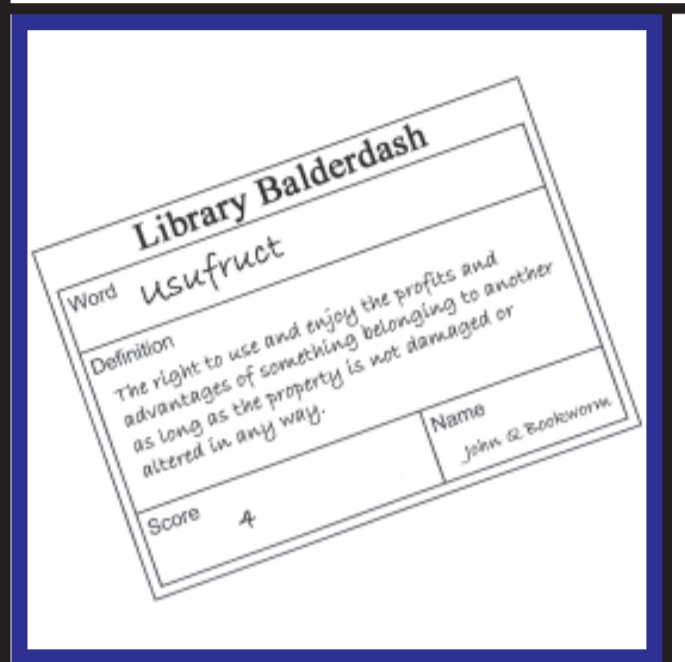 Library Balderdash
Word usufruct
Definition
The right to use and enjoy the profits and
advantages of something belonging to another
as long as the property is not damaged or
altered in any way.
Score 4
Name
John Q Bookworm